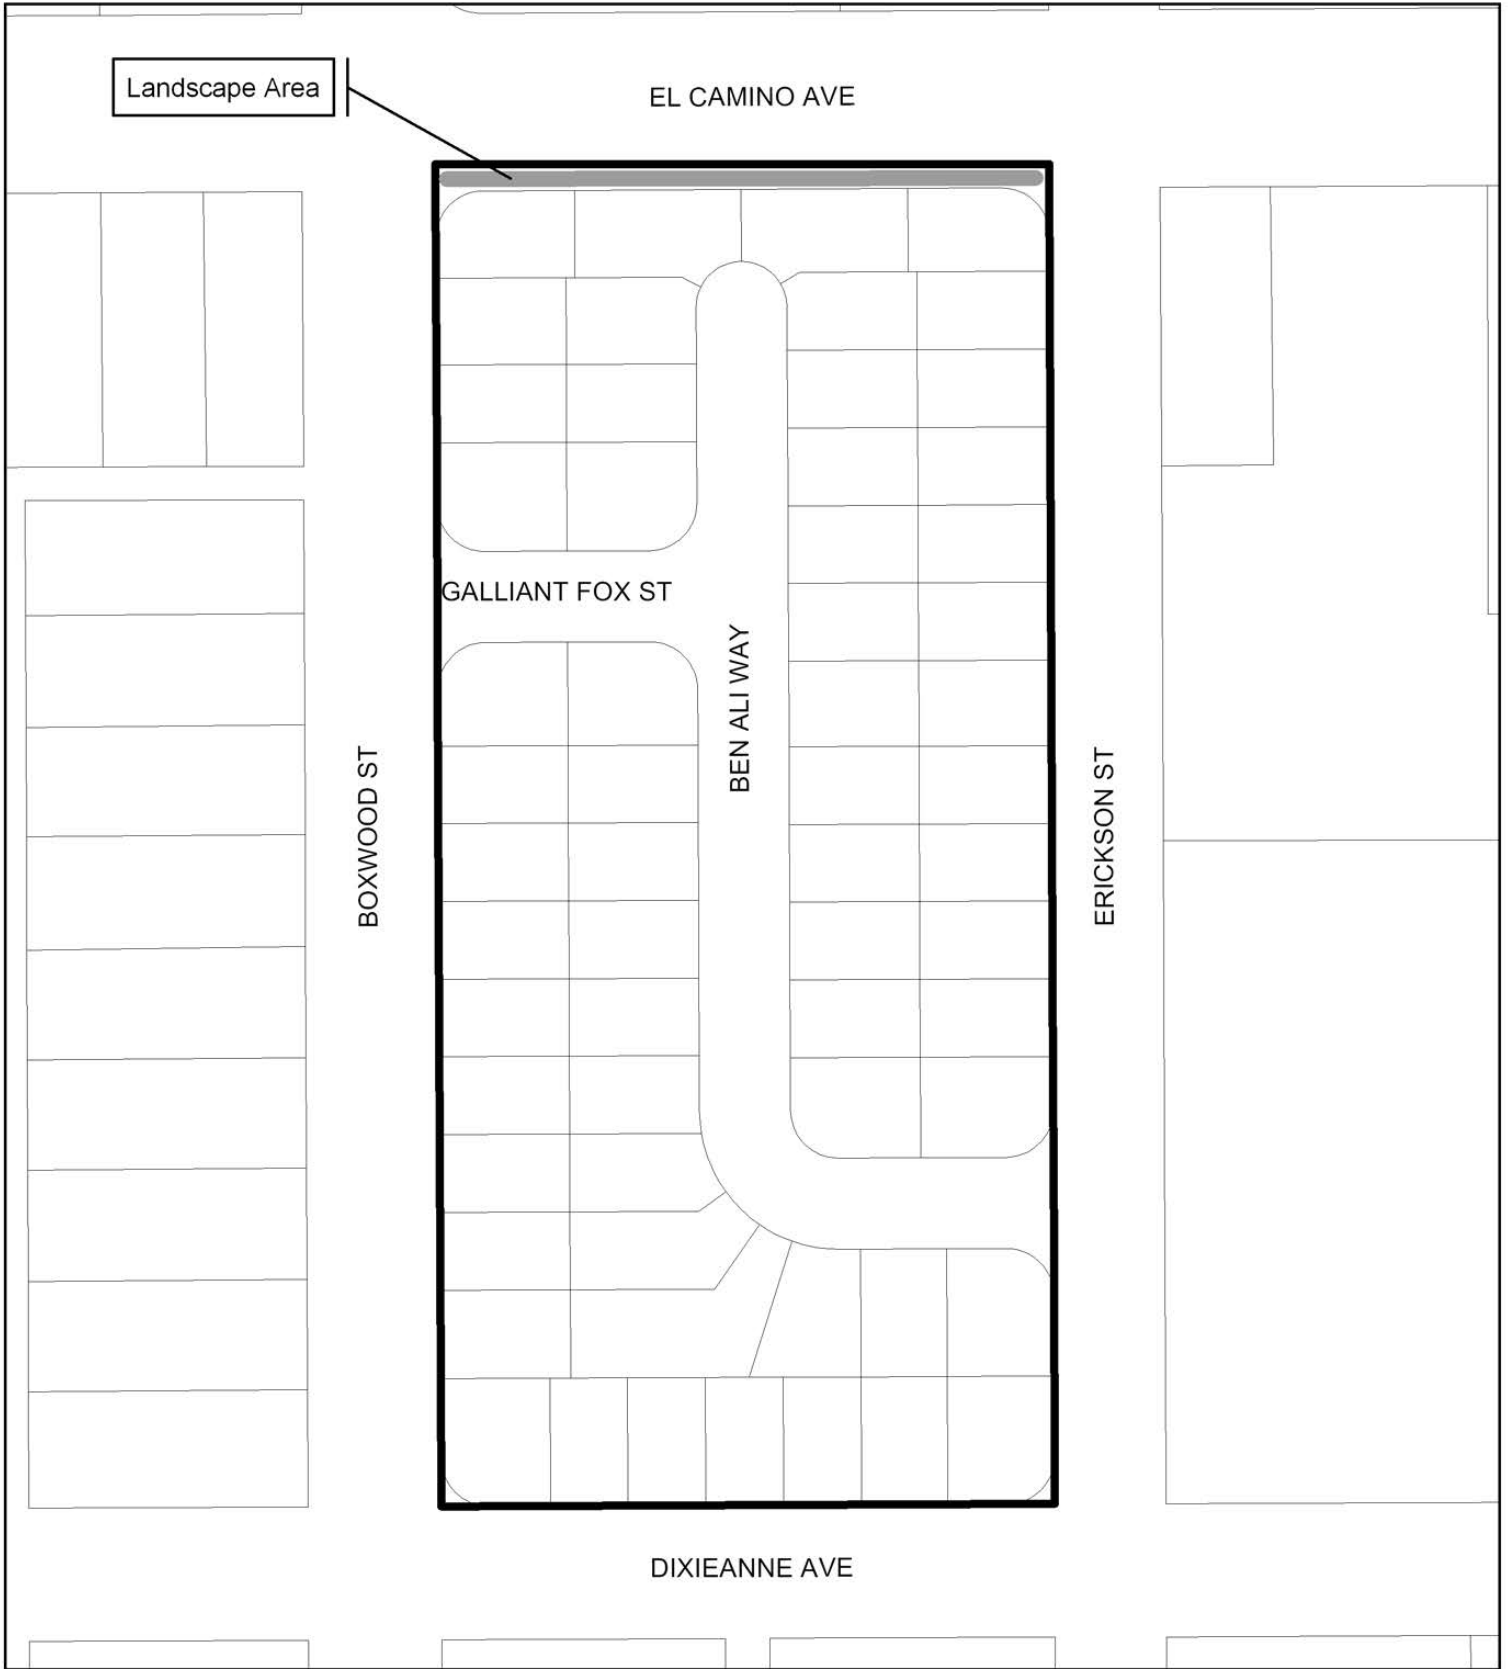 Landscape Area
EL CAMINO AVE
GALLIANT FOX ST
BEN ALI WAY
BOXWOOD ST
ERICKSON ST
DIXIEANNE AVE